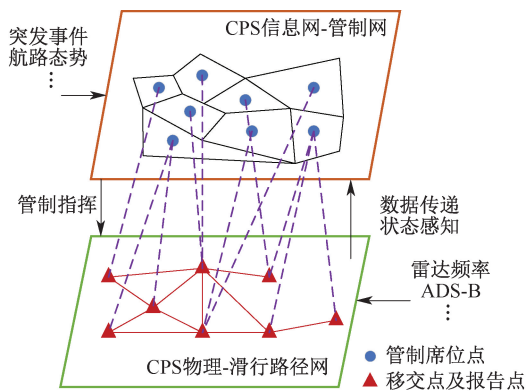 CPS信息网-管制网
突发事件
航路态势
⋯
管制指挥
数据传递
状态感知
雷达频率
ADS-B
⋯
CPS物理-滑行路径网
管制席位点
移交点及报告点